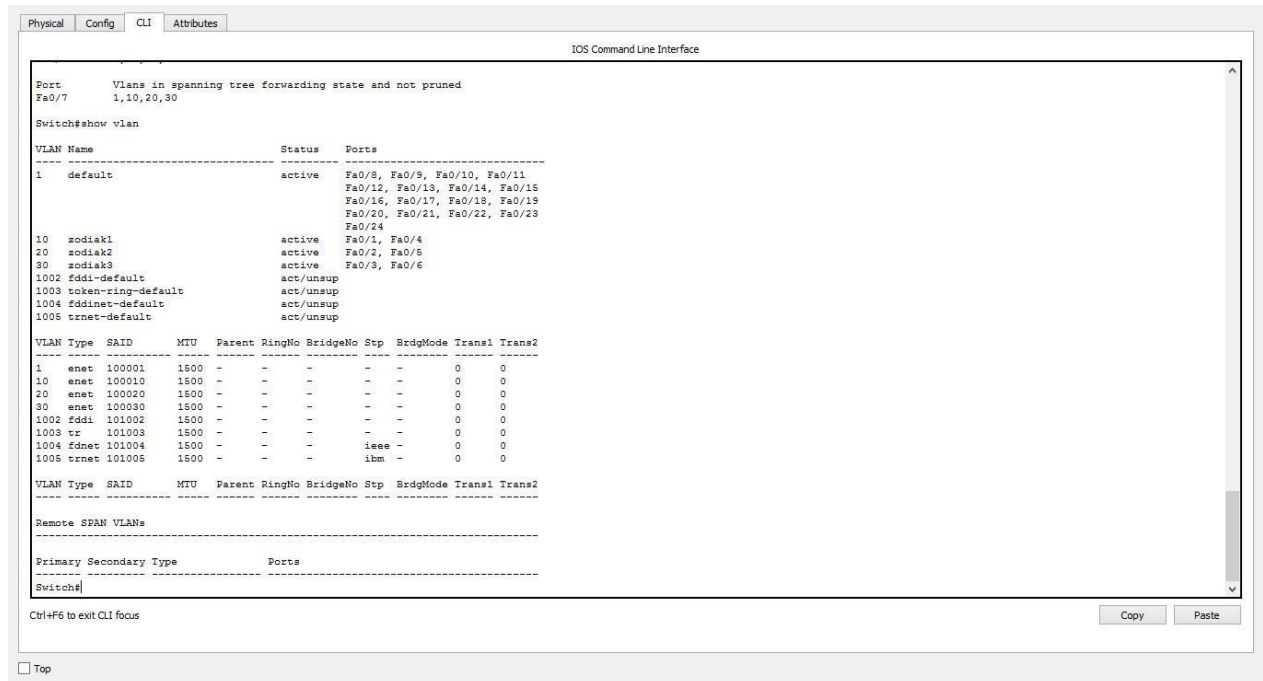 Physical Config CLI Attributes
IOS Command Line Interface
Port        Vlans in spanning tree forwarding state and not pruned
Fa0/7       1,10,20,30
Switch#show vlan
VLAN Name                             Status    Ports
---- -------------------------------- --------- -------------------------------
1    default                          active    Fa0/8, Fa0/9, Fa0/10, Fa0/11
                                                Fa0/12, Fa0/13, Fa0/14, Fa0/15
                                                Fa0/16, Fa0/17, Fa0/18, Fa0/19
                                                Fa0/20, Fa0/21, Fa0/22, Fa0/23
                                                Fa0/24
10   zodiak1                          active    Fa0/1, Fa0/4
20   zodiak2                          active    Fa0/2, Fa0/5
30   zodiak3                          active    Fa0/3, Fa0/6
1002 fddi-default                     act/unsup
1003 token-ring-default               act/unsup
1004 fddinet-default                  act/unsup
1005 trnet-default                    act/unsup
VLAN Type  SAID       MTU   Parent RingNo BridgeNo Stp  BrdgMode Trans1 Trans2
---- ----- ---------- ----- ------ ------ -------- ---- -------- ------ ------
1    enet  100001     1500  -      -      -        -    -        0      0
10   enet  100010     1500  -      -      -        -    -        0      0
20   enet  100020     1500  -      -      -        -    -        0      0
30   enet  100030     1500  -      -      -        -    -        0      0
1002 fddi  101002     1500  -      -      -        -    -        0      0
1003 tr    101003     1500  -      -      -        -    -        0      0
1004 fdnet 101004     1500  -      -      -        ieee -        0      0
1005 trnet 101005     1500  -      -      -        ibm  -        0      0
VLAN Type  SAID       MTU   Parent RingNo BridgeNo Stp  BrdgMode Trans1 Trans2
---- ----- ---------- ----- ------ ------ -------- ---- -------- ------ ------
Remote SPAN VLANs
------------------------------------------------------------------------------
Primary Secondary Type              Ports
------- --------- ----------------- ------------------------------------------
Switch#
Ctrl+F6 to exit CLI focus
Copy Paste
Top